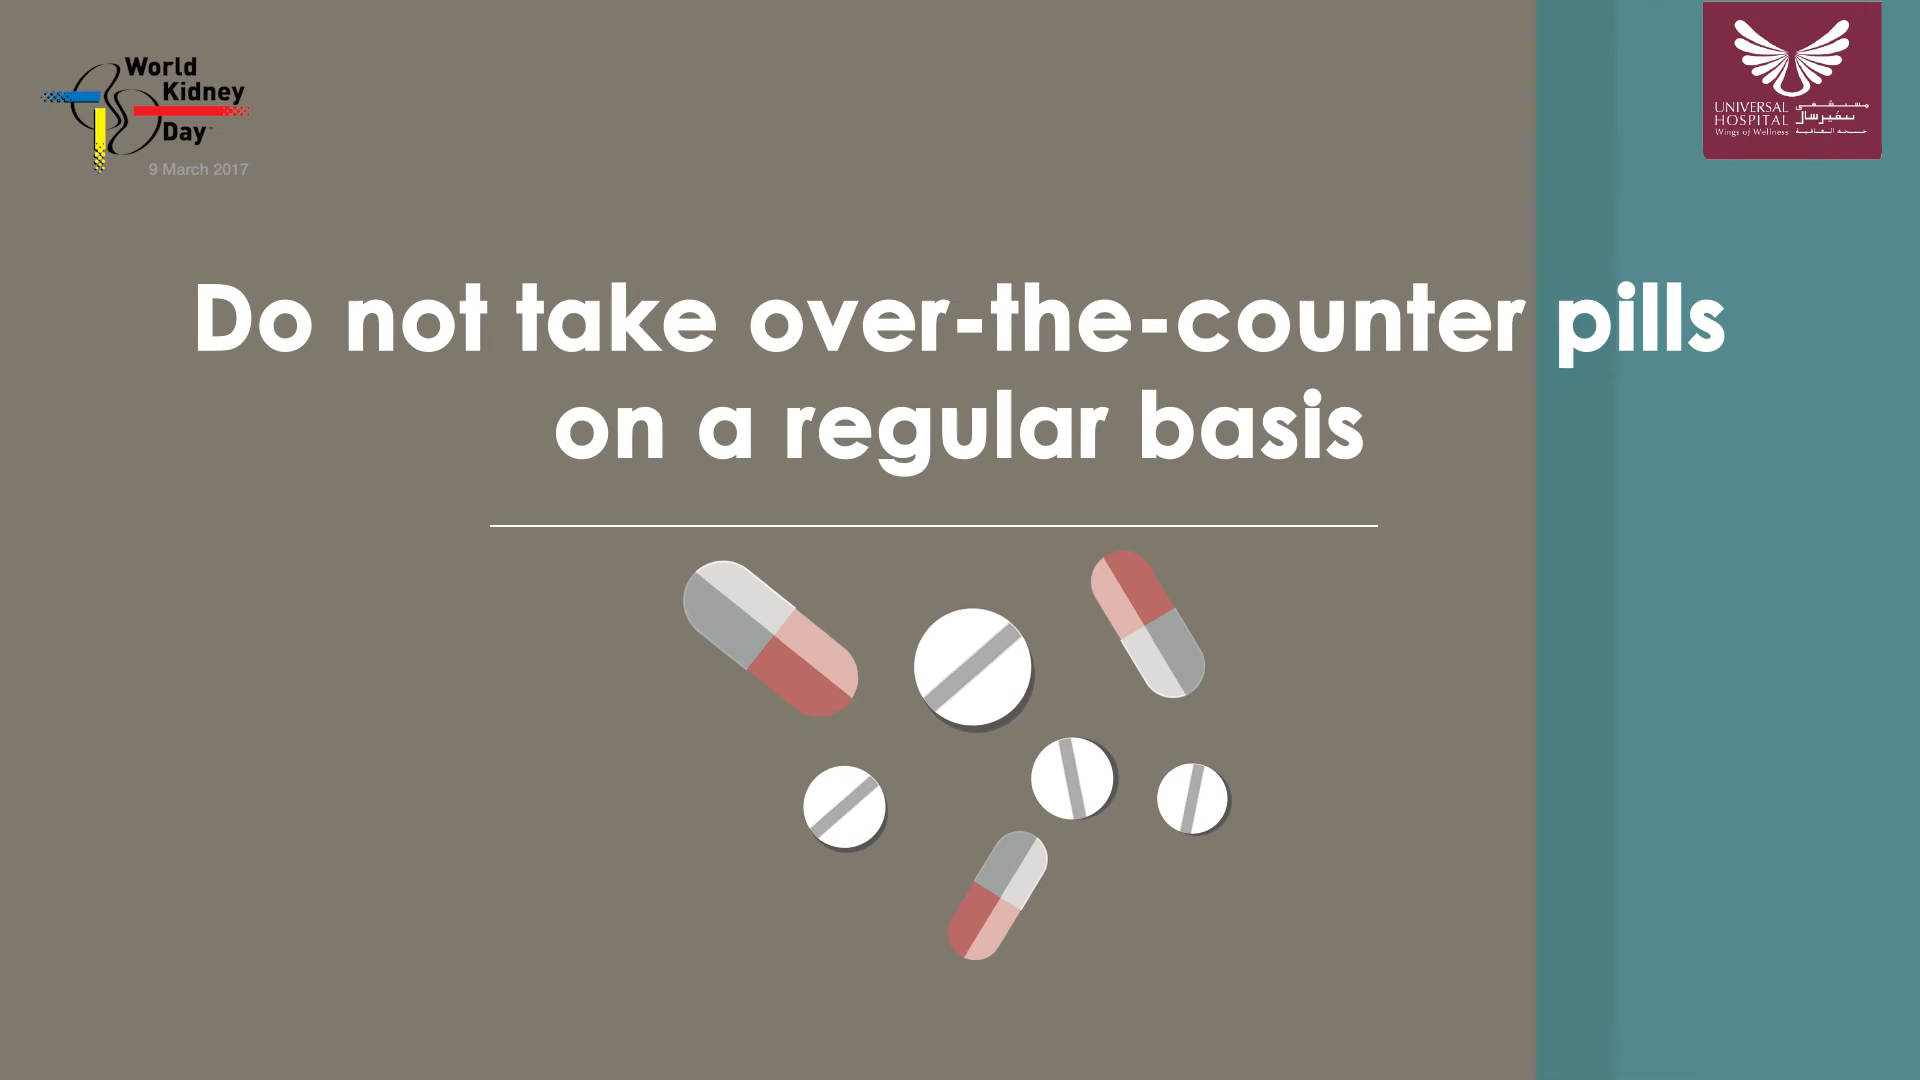 World
Kidney
Day
9 March 2017
UNIVERSAL
HOSPITAL
Wings of Wellness
مستشفى
Do not take over-the-counter pills
on a regular basis